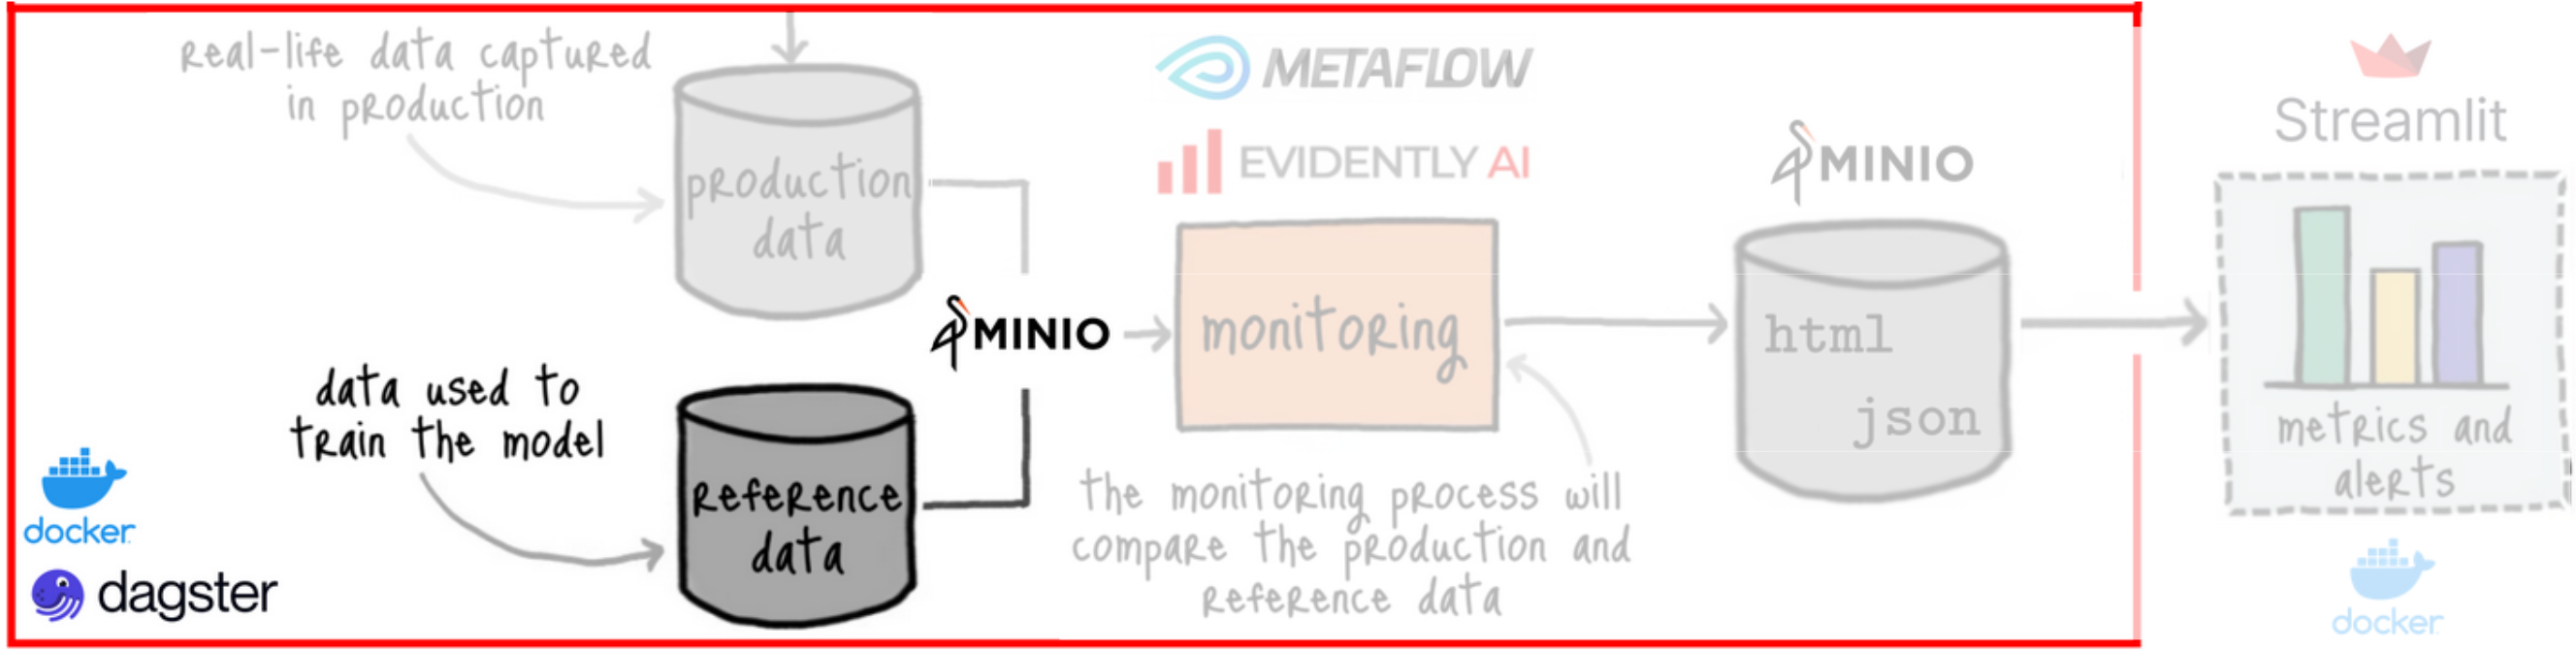 real-life data captured
in production
production
data
METAFLOW
EVIDENTLY AI
MINIO
Streamlit
MINIO
monitoring
html
json
metrics and
alerts
data used to
train the model
reference
data
the monitoring process will
compare the production and
reference data
docker
dagster
docker